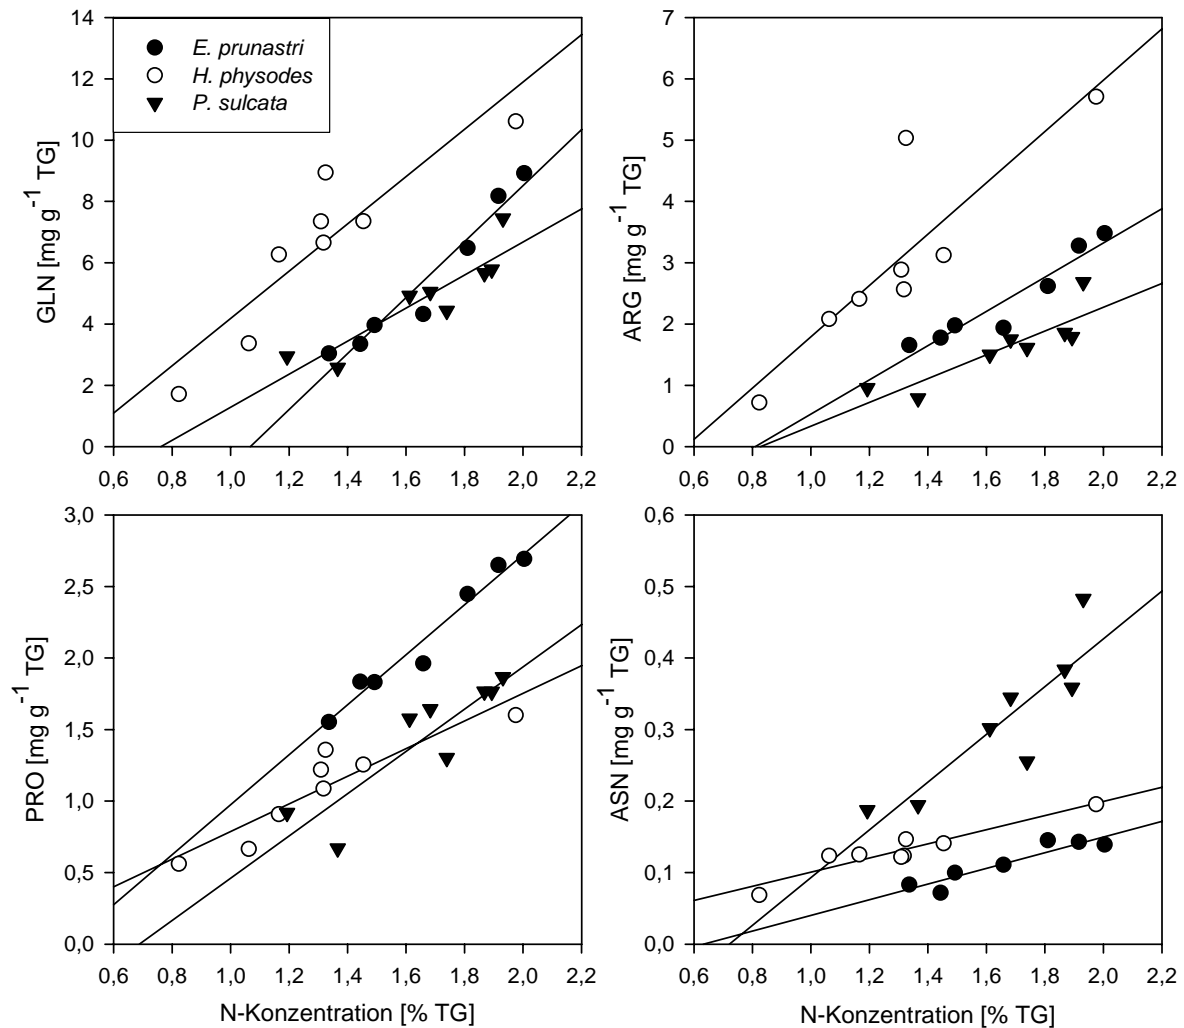 14
12
10
8
6
4
2
0
GLN [mg g⁻¹ TG]
E. prunastri
H. physodes
P. sulcata
0,6 0,8 1,0 1,2 1,4 1,6 1,8 2,0 2,2
7
6
5
4
3
2
1
0
ARG [mg g⁻¹ TG]
0,6 0,8 1,0 1,2 1,4 1,6 1,8 2,0 2,2
3,0
2,5
2,0
1,5
1,0
0,5
0,0
PRO [mg g⁻¹ TG]
0,6 0,8 1,0 1,2 1,4 1,6 1,8 2,0 2,2
N-Konzentration [% TG]
0,6
0,5
0,4
0,3
0,2
0,1
0,0
ASN [mg g⁻¹ TG]
0,6 0,8 1,0 1,2 1,4 1,6 1,8 2,0 2,2
N-Konzentration [% TG]